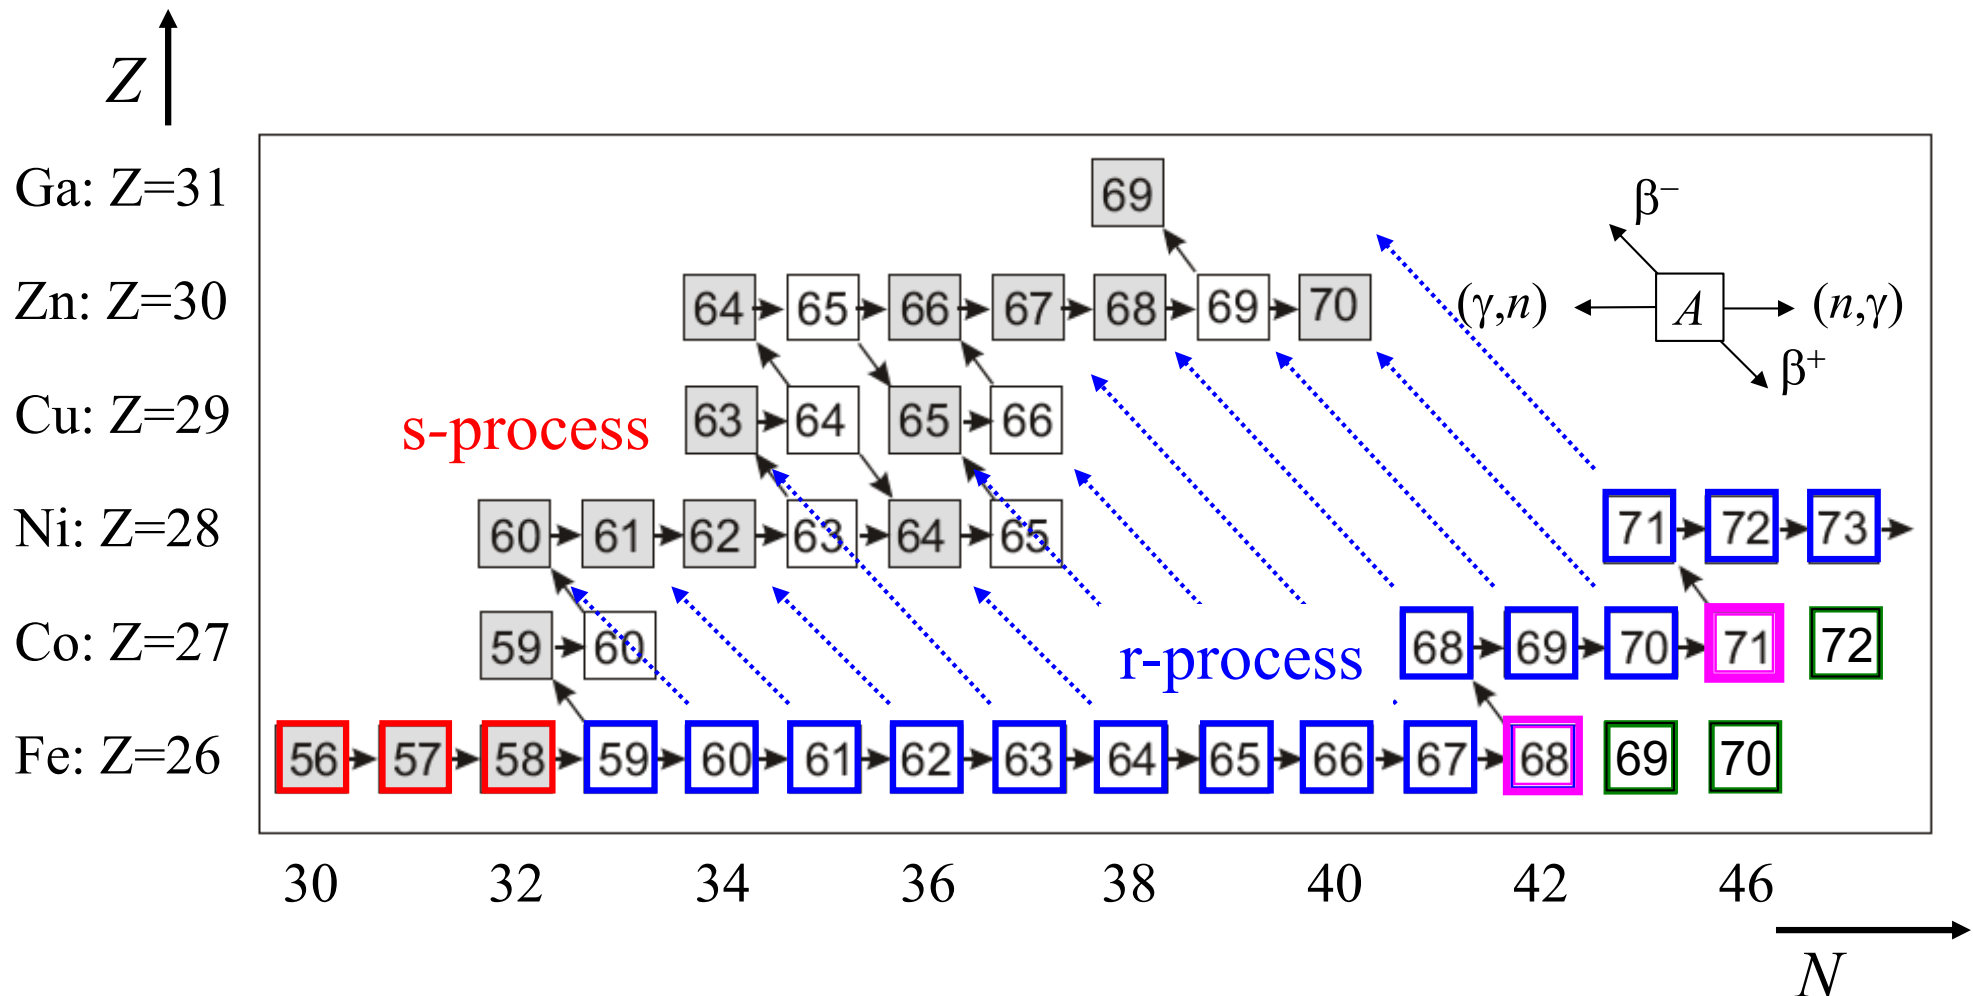 Z
Ga: Z=31
69
β−
Zn: Z=30
64 65 66 67 68 69 70
(γ,n) A (n,γ)
β+
Cu: Z=29
63 64 65 66
s-process
Ni: Z=28
60 61 62 63 64 65 71 72 73
Co: Z=27
59 60 68 69 70 71 72
r-process
Fe: Z=26
56 57 58 59 60 61 62 63 64 65 66 67 68 69 70
30 32 34 36 38 40 42 46
N